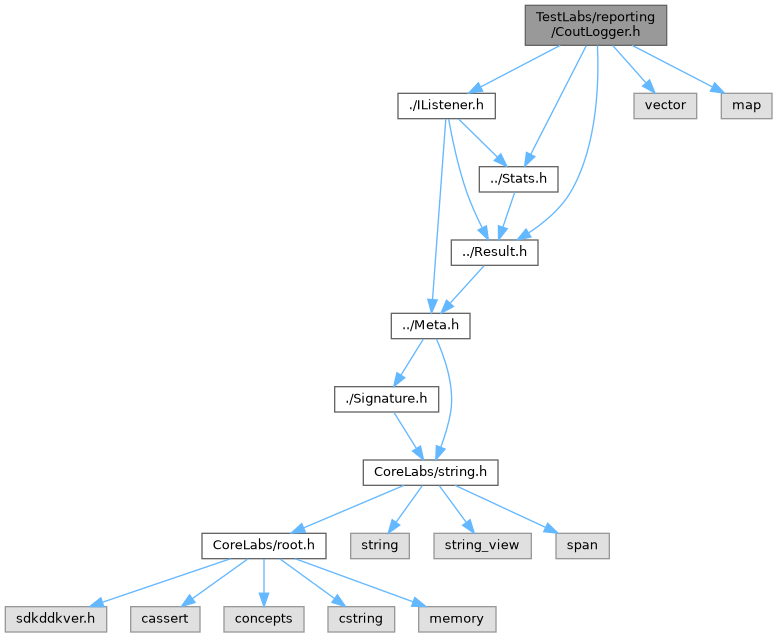 TestLabs/reporting
/CoutLogger.h
./IListener.h
vector
map
../Stats.h
../Result.h
../Meta.h
./Signature.h
CoreLabs/string.h
CoreLabs/root.h
string
string_view
span
sdkddkver.h
cassert
concepts
cstring
memory